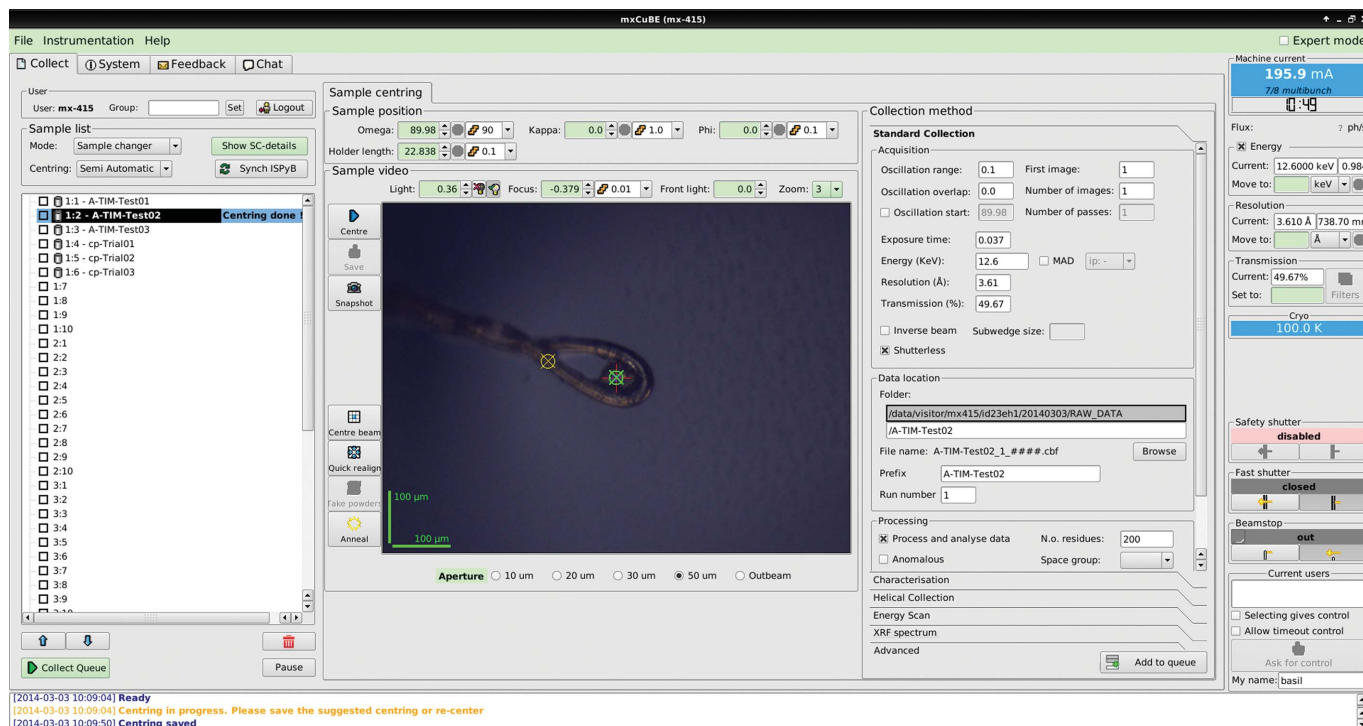 mxCuBE (mx-415)
File Instrumentation Help
Expert mode
Collect System Feedback Chat
User
User: mx-415 Group: Set Logout
Sample list
Mode: Sample changer Show SC-details
Centring: Semi Automatic Synch ISPyB
1:1 - A-TIM-Test01
1:2 - A-TIM-Test02 Centring done !
1:3 - A-TIM-Test03
1:4 - cp-Trial01
1:5 - cp-Trial02
1:6 - cp-Trial03
1:7
1:8
1:9
1:10
2:1
2:2
2:3
2:4
2:5
2:6
2:7
2:8
2:9
2:10
3:1
3:2
3:3
3:4
3:5
3:6
3:7
3:8
3:9
3:10
Collect Queue Pause
Sample centring
Sample position
Omega: 89.98 90 Kappa: 0.0 1.0 Phi: 0.0 0.1
Holder length: 22.838 0.1
Sample video
Light: 0.36 Focus: -0.379 0.01 Front light: 0.0 Zoom: 3
Centre
Save
Snapshot
Centre beam
Quick realign
Take powders
Anneal
100 µm
100 µm
Aperture 10 um 20 um 30 um 50 um Outbeam
Collection method
Standard Collection
Acquisition
Oscillation range: 0.1 First image: 1
Oscillation overlap: 0.0 Number of images: 1
Oscillation start: 89.98 Number of passes: 1
Exposure time: 0.037
Energy (KeV): 12.6 MAD ip: -
Resolution (Å): 3.61
Transmission (%): 49.67
Inverse beam Subwedge size:
Shutterless
Data location
Folder:
/data/visitor/mx415/id23eh1/20140303/RAW_DATA
/A-TIM-Test02
File name: A-TIM-Test02_1_####.cbf Browse
Prefix A-TIM-Test02
Run number 1
Processing
Process and analyse data N.o. residues: 200
Anomalous Space group:
Characterisation
Helical Collection
Energy Scan
XRF spectrum
Advanced
Add to queue
Machine current
195.9 mA
7/8 multibunch
10:49
Flux: ? ph/s
Energy
Current: 12.6000 keV 0.984
Move to: keV
Resolution
Current: 3.610 Å 738.70 mm
Move to: Å
Transmission
Current: 49.67%
Set to: Filters
Cryo
100.0 K
Safety shutter
disabled
Fast shutter
closed
Beamstop
out
Current users
Selecting gives control
Allow timeout control
Ask for control
My name: basil
[2014-03-03 10:09:04] Ready
[2014-03-03 10:09:04] Centring in progress. Please save the suggested centring or re-center
[2014-03-03 10:09:50] Centring saved